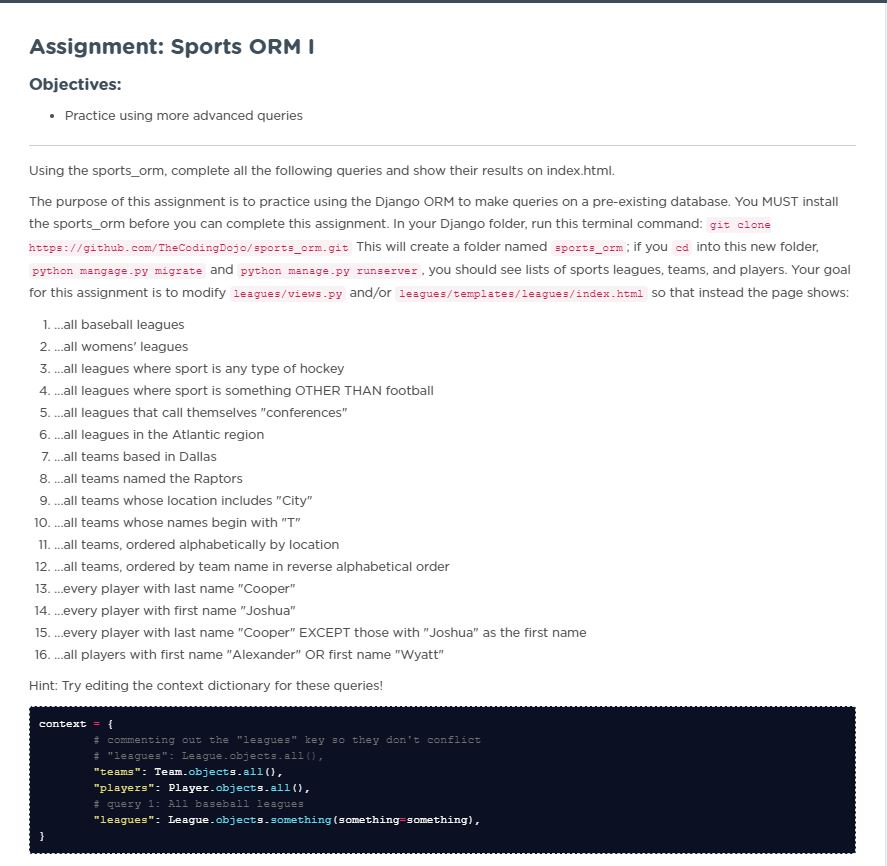 Assignment: Sports ORM I
Objectives:
• Practice using more advanced queries
Using the sports_orm, complete all the following queries and show their results on index.html.
The purpose of this assignment is to practice using the Django ORM to make queries on a pre-existing database. You MUST install
the sports_orm before you can complete this assignment. In your Django folder, run this terminal command: git clone
https://github.com/TheCodingDojo/sports_orm.git This will create a folder named sports_orm; if you cd into this new folder,
python mangage.py migrate and python manage.py runserver, you should see lists of sports leagues, teams, and players. Your goal
for this assignment is to modify leagues/views.py and/or leagues/templates/leagues/index.html so that instead the page shows:
1. ...all baseball leagues
2. ...all womens' leagues
3. ...all leagues where sport is any type of hockey
4. ...all leagues where sport is something OTHER THAN football
5. ...all leagues that call themselves "conferences"
6. ...all leagues in the Atlantic region
7. ...all teams based in Dallas
8. ...all teams named the Raptors
9. ...all teams whose location includes "City"
10. ...all teams whose names begin with "T"
11. ...all teams, ordered alphabetically by location
12. ...all teams, ordered by team name in reverse alphabetical order
13. ...every player with last name "Cooper"
14. ...every player with first name "Joshua"
15. ...every player with last name "Cooper" EXCEPT those with "Joshua" as the first name
16. ...all players with first name "Alexander" OR first name "Wyatt"
Hint: Try editing the context dictionary for these queries!
context = {
# commenting out the "leagues" key so they don't conflict
# "leagues": League.objects.all(),
"teams": Team.objects.all(),
"players": Player.objects.all(),
# query 1: All baseball leagues
"leagues": League.objects.something(something=something),
}